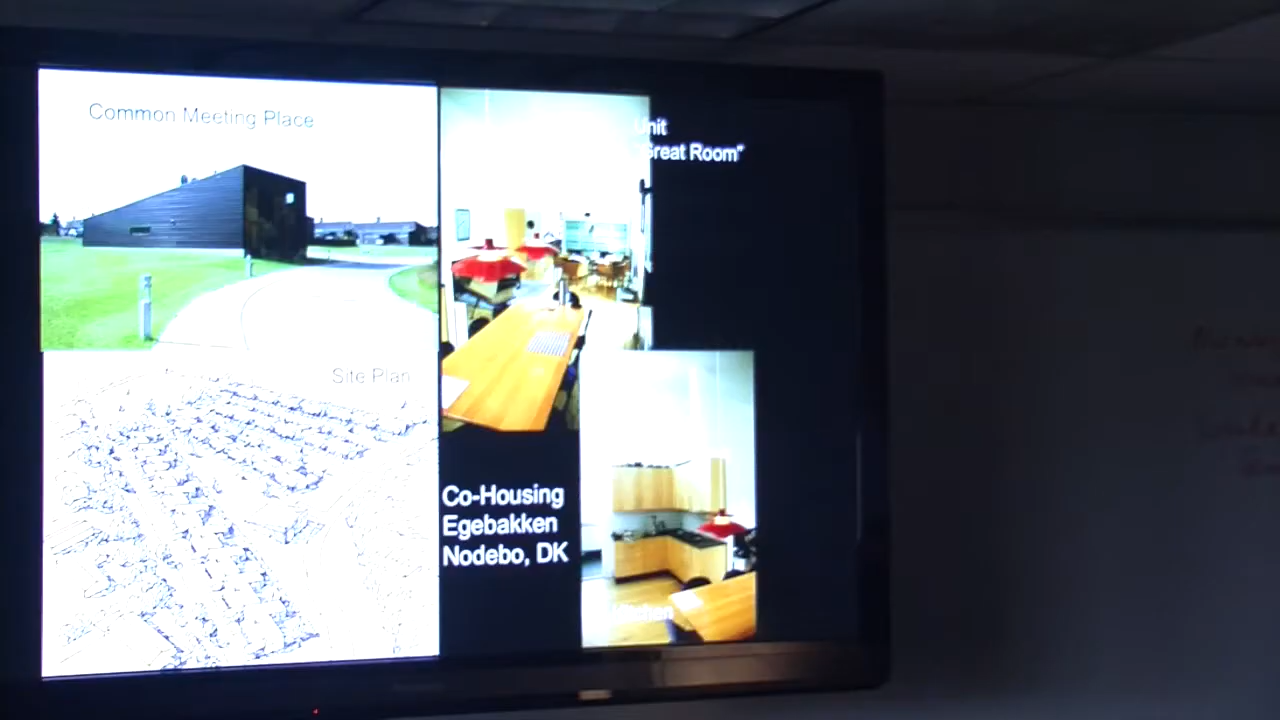 Common Meeting Place
Unit
"Great Room"
Site Plan
Co-Housing
Egebakken
Nodebo, DK